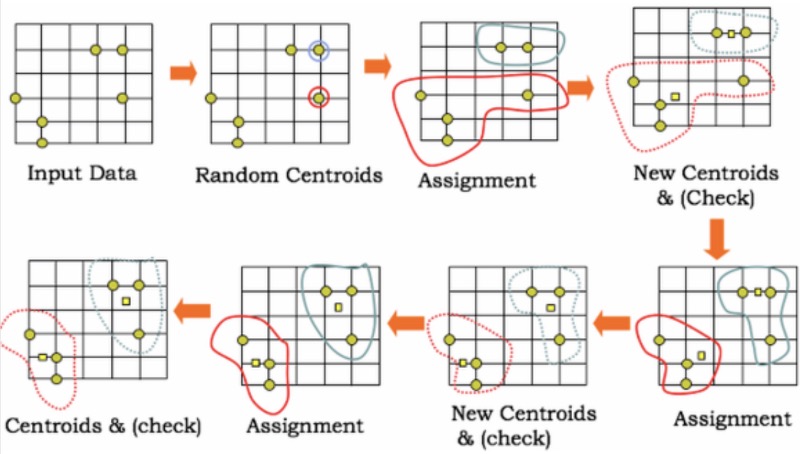 Input Data
Random Centroids
Assignment
New Centroids
& (Check)
Centroids & (check)
Assignment
New Centroids
& (check)
Assignment